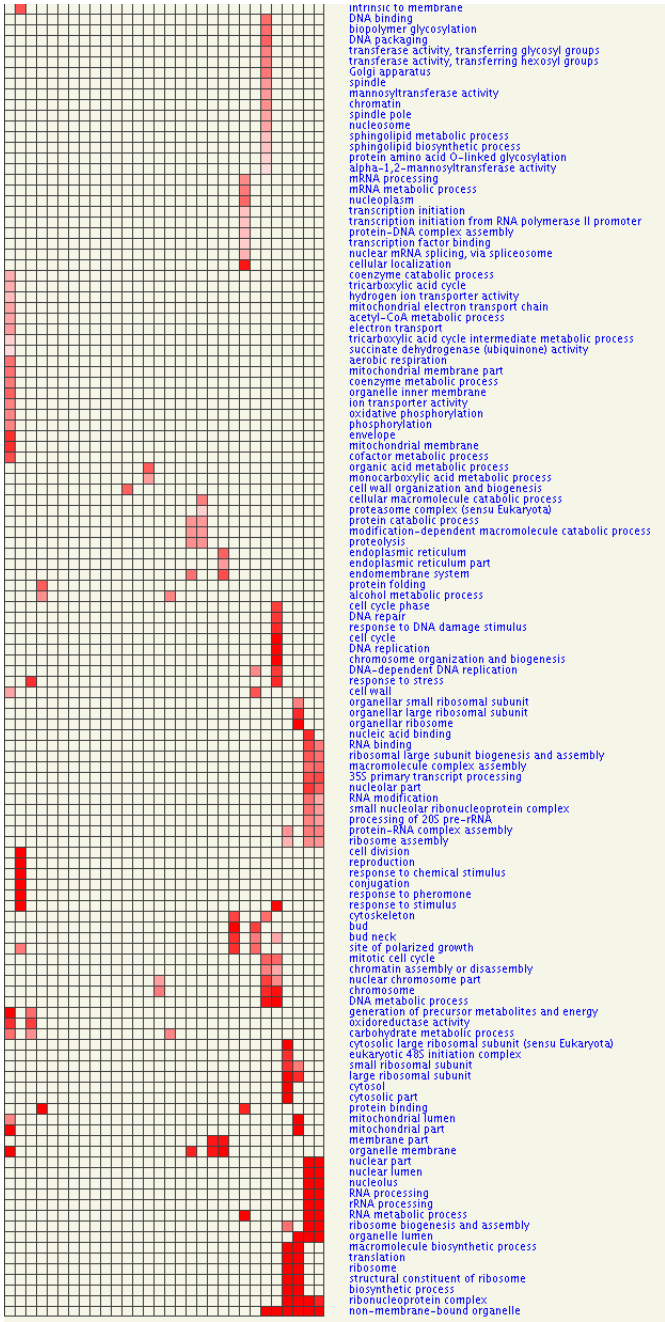 intrinsic to membrane
DNA binding
biopolymer glycosylation
DNA packaging
transferase activity, transferring glycosyl groups
transferase activity, transferring hexosyl groups
Golgi apparatus
spindle
mannosyltransferase activity
chromatin
spindle pole
nucleosome
sphingolipid metabolic process
sphingolipid biosynthetic process
protein amino acid O-linked glycosylation
alpha-1,2-mannosyltransferase activity
mRNA processing
mRNA metabolic process
nucleoplasm
transcription initiation
transcription initiation from RNA polymerase II promoter
protein-DNA complex assembly
transcription factor binding
nuclear mRNA splicing, via spliceosome
cellular localization
coenzyme catabolic process
tricarboxylic acid cycle
hydrogen ion transporter activity
mitochondrial electron transport chain
acetyl-CoA metabolic process
electron transport
tricarboxylic acid cycle intermediate metabolic process
succinate dehydrogenase (ubiquinone) activity
aerobic respiration
mitochondrial membrane part
coenzyme metabolic process
organelle inner membrane
ion transporter activity
oxidative phosphorylation
phosphorylation
envelope
mitochondrial membrane
cofactor metabolic process
organic acid metabolic process
monocarboxylic acid metabolic process
cell wall organization and biogenesis
cellular macromolecule catabolic process
proteasome complex (sensu Eukaryota)
protein catabolic process
modification-dependent macromolecule catabolic process
proteolysis
endoplasmic reticulum
endoplasmic reticulum part
endomembrane system
protein folding
alcohol metabolic process
cell cycle phase
DNA repair
response to DNA damage stimulus
cell cycle
DNA replication
chromosome organization and biogenesis
DNA-dependent DNA replication
response to stress
cell wall
organellar small ribosomal subunit
organellar large ribosomal subunit
organellar ribosome
nucleic acid binding
RNA binding
ribosomal large subunit biogenesis and assembly
macromolecule complex assembly
35S primary transcript processing
nucleolar part
RNA modification
small nucleolar ribonucleoprotein complex
processing of 20S pre-rRNA
protein-RNA complex assembly
ribosome assembly
cell division
reproduction
response to chemical stimulus
conjugation
response to pheromone
response to stimulus
cytoskeleton
bud
bud neck
site of polarized growth
mitotic cell cycle
chromatin assembly or disassembly
nuclear chromosome part
chromosome
DNA metabolic process
generation of precursor metabolites and energy
oxidoreductase activity
carbohydrate metabolic process
cytosolic large ribosomal subunit (sensu Eukaryota)
eukaryotic 48S initiation complex
small ribosomal subunit
large ribosomal subunit
cytosol
cytosolic part
protein binding
mitochondrial lumen
mitochondrial part
membrane part
organelle membrane
nuclear part
nuclear lumen
nucleolus
RNA processing
rRNA processing
RNA metabolic process
ribosome biogenesis and assembly
organelle lumen
macromolecule biosynthetic process
translation
ribosome
structural constituent of ribosome
biosynthetic process
ribonucleoprotein complex
non-membrane-bound organelle